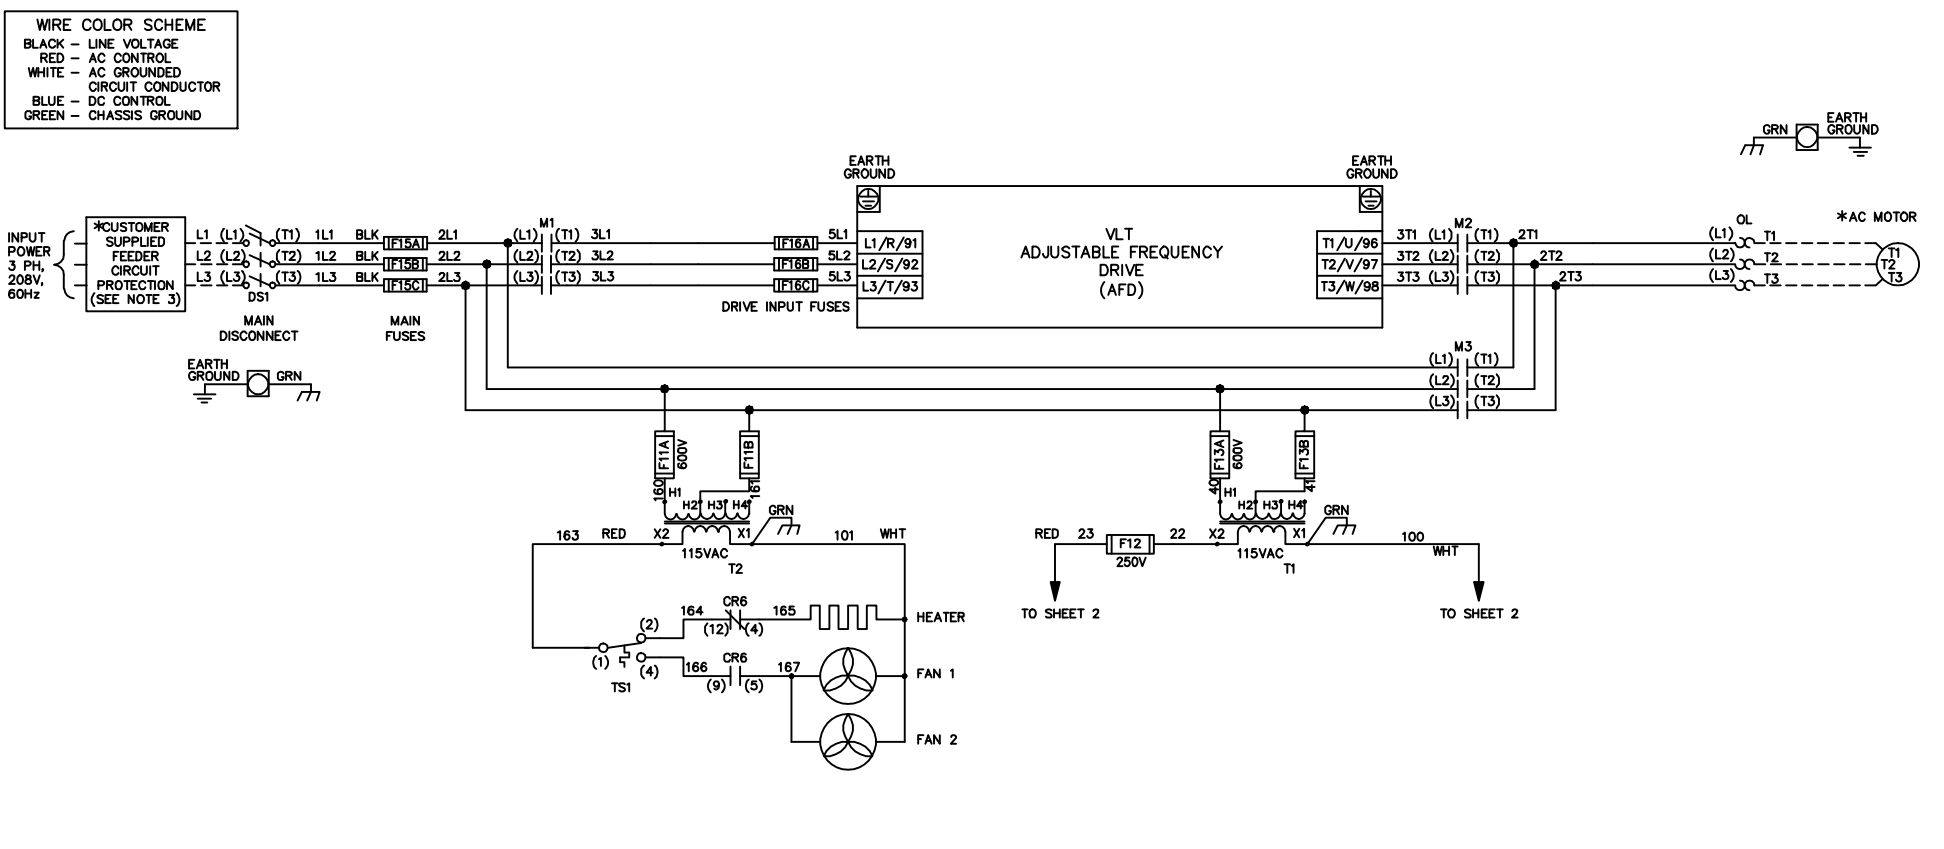 WIRE COLOR SCHEME
BLACK – LINE VOLTAGE
RED – AC CONTROL
WHITE – AC GROUNDED
CIRCUIT CONDUCTOR
BLUE – DC CONTROL
GREEN – CHASSIS GROUND
GRN
EARTH
GROUND
EARTH
GROUND
EARTH
GROUND
INPUT
POWER
3 PH,
208V,
60Hz
*CUSTOMER
SUPPLIED
FEEDER
CIRCUIT
PROTECTION
(SEE NOTE 3)
L1 (L1) (T1) 1L1 BLK F15A 2L1 (L1) M1 (T1) 3L1 F16A 5L1 L1/R/91
L2 (L2) 1L2 BLK F15B 2L2 (L2) (T2) 3L2 F16B 5L2 L2/S/92
L3 (L3) (T3) 1L3 BLK F15C 2L3 (L3) (T3) 3L3 F16C 5L3 L3/T/93
DS1
MAIN
DISCONNECT
MAIN
FUSES
DRIVE INPUT FUSES
VLT
ADJUSTABLE FREQUENCY
DRIVE
(AFD)
T1/U/96 3T1 (L1) M2 (T1) 2T1 (L1) OL T1
T2/V/97 3T2 (L2) (T2) 2T2 (L2) T2
T3/W/98 3T3 (L3) (T3) 2T3 (L3) T3
*AC MOTOR
T1
T2
T3
EARTH
GROUND
GRN
M3
(L1) (T1)
(L2) (T2)
(L3) (T3)
F11A
600V
F11B
160
161
H1 H2 H3 H4
GRN
163 RED X2 X1 101 WHT
115VAC
T2
F13A
600V
F13B
40
41
H1 H2 H3 H4
GRN
RED 23 F12 22 X2 X1 100 WHT
250V
115VAC
T1
TO SHEET 2
TO SHEET 2
164 CR6 165 HEATER
(12) (4)
(2)
(1)
(4)
TS1
166 CR6 167 FAN 1
(9) (5)
FAN 2